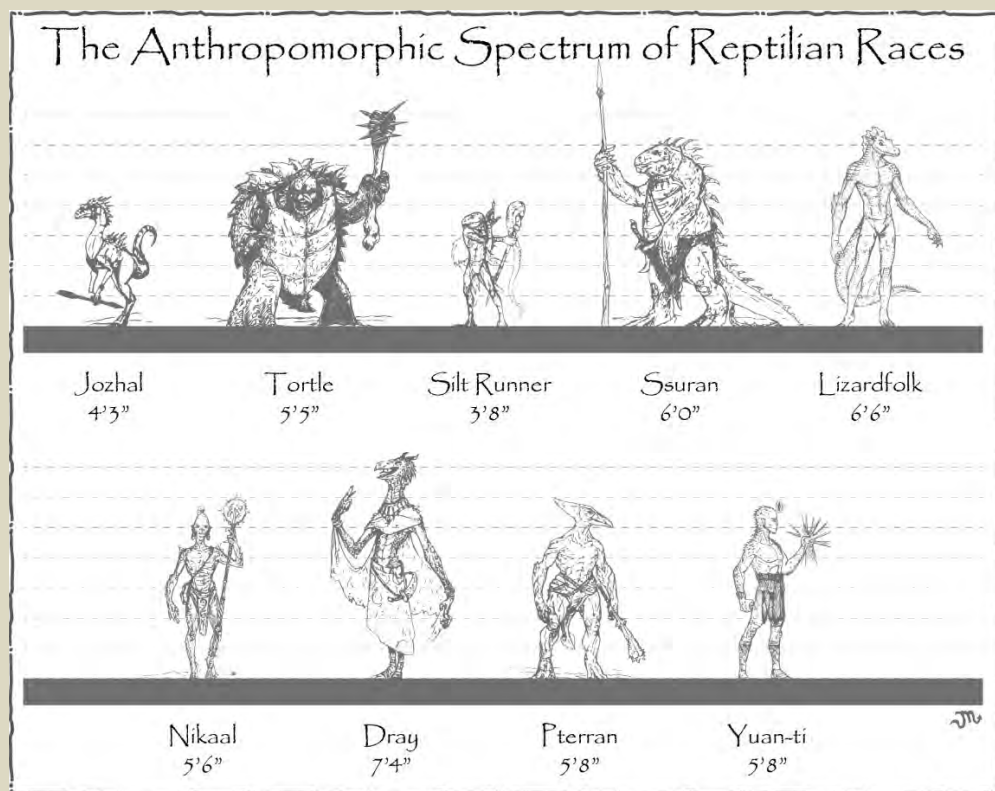 The Anthropomorphic Spectrum of Reptilian Races
Jozhal Tortle Silt Runner Ssuran Lizardfolk
4'3" 5'5" 3'8" 6'0" 6'6"
Nikaal Dray Pterran Yuan-ti
5'6" 7'4" 5'8" 5'8"